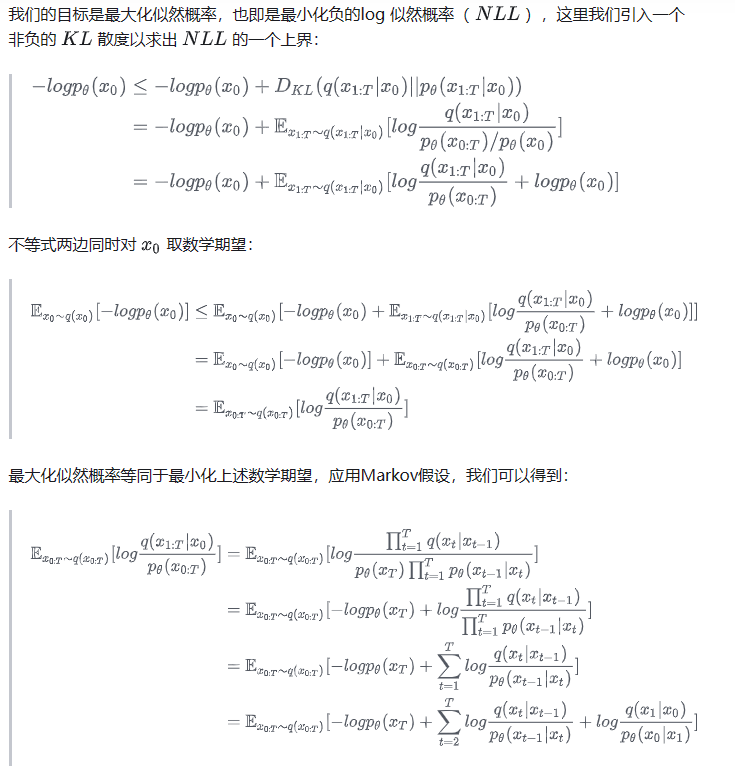 我们的目标是最大化似然概率，也即是最小化负的log 似然概率（ $NLL$ ），这里我们引入一个
非负的 $KL$ 散度以求出 $NLL$ 的一个上界：
$-logp_\theta(x_0) \leq -logp_\theta(x_0) + D_{KL}(q(x_{1:T}|x_0)||p_\theta(x_{1:T}|x_0))$
$= -logp_\theta(x_0) + \mathbb{E}_{x_{1:T}\sim q(x_{1:T}|x_0)}[log\frac{q(x_{1:T}|x_0)}{p_\theta(x_{0:T})/p_\theta(x_0)}]$
$= -logp_\theta(x_0) + \mathbb{E}_{x_{1:T}\sim q(x_{1:T}|x_0)}[log\frac{q(x_{1:T}|x_0)}{p_\theta(x_{0:T})} + logp_\theta(x_0)]$
不等式两边同时对 $x_0$ 取数学期望：
$\mathbb{E}_{x_0\sim q(x_0)}[-logp_\theta(x_0)] \leq \mathbb{E}_{x_0\sim q(x_0)}[-logp_\theta(x_0) + \mathbb{E}_{x_{1:T}\sim q(x_{1:T}|x_0)}[log\frac{q(x_{1:T}|x_0)}{p_\theta(x_{0:T})} + logp_\theta(x_0)]]$
$= \mathbb{E}_{x_0\sim q(x_0)}[-logp_\theta(x_0)] + \mathbb{E}_{x_{0:T}\sim q(x_{0:T})}[log\frac{q(x_{1:T}|x_0)}{p_\theta(x_{0:T})} + logp_\theta(x_0)]$
$= \mathbb{E}_{x_{0:T}\sim q(x_{0:T})}[log\frac{q(x_{1:T}|x_0)}{p_\theta(x_{0:T})}]$
最大化似然概率等同于最小化上述数学期望，应用Markov假设，我们可以得到：
$\mathbb{E}_{x_{0:T}\sim q(x_{0:T})}[log\frac{q(x_{1:T}|x_0)}{p_\theta(x_{0:T})}] = \mathbb{E}_{x_{0:T}\sim q(x_{0:T})}[log\frac{\prod_{t=1}^{T} q(x_t|x_{t-1})}{p_\theta(x_T)\prod_{t=1}^{T} p_\theta(x_{t-1}|x_t)}]$
$= \mathbb{E}_{x_{0:T}\sim q(x_{0:T})}[-logp_\theta(x_T) + log\frac{\prod_{t=1}^{T} q(x_t|x_{t-1})}{\prod_{t=1}^{T} p_\theta(x_{t-1}|x_t)}]$
$= \mathbb{E}_{x_{0:T}\sim q(x_{0:T})}[-logp_\theta(x_T) + \sum_{t=1}^{T} log\frac{q(x_t|x_{t-1})}{p_\theta(x_{t-1}|x_t)}]$
$= \mathbb{E}_{x_{0:T}\sim q(x_{0:T})}[-logp_\theta(x_T) + \sum_{t=2}^{T} log\frac{q(x_t|x_{t-1})}{p_\theta(x_{t-1}|x_t)} + log\frac{q(x_1|x_0)}{p_\theta(x_0|x_1)}]$